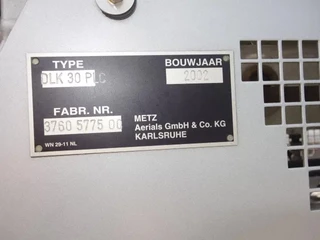 TYPE BOUWJAAR
DLK 30 PLC 2002
FABR. NR. METZ
3760 5775 00 Aerials GmbH & Co. KG
KARLSRUHE
WN 29-11 NL